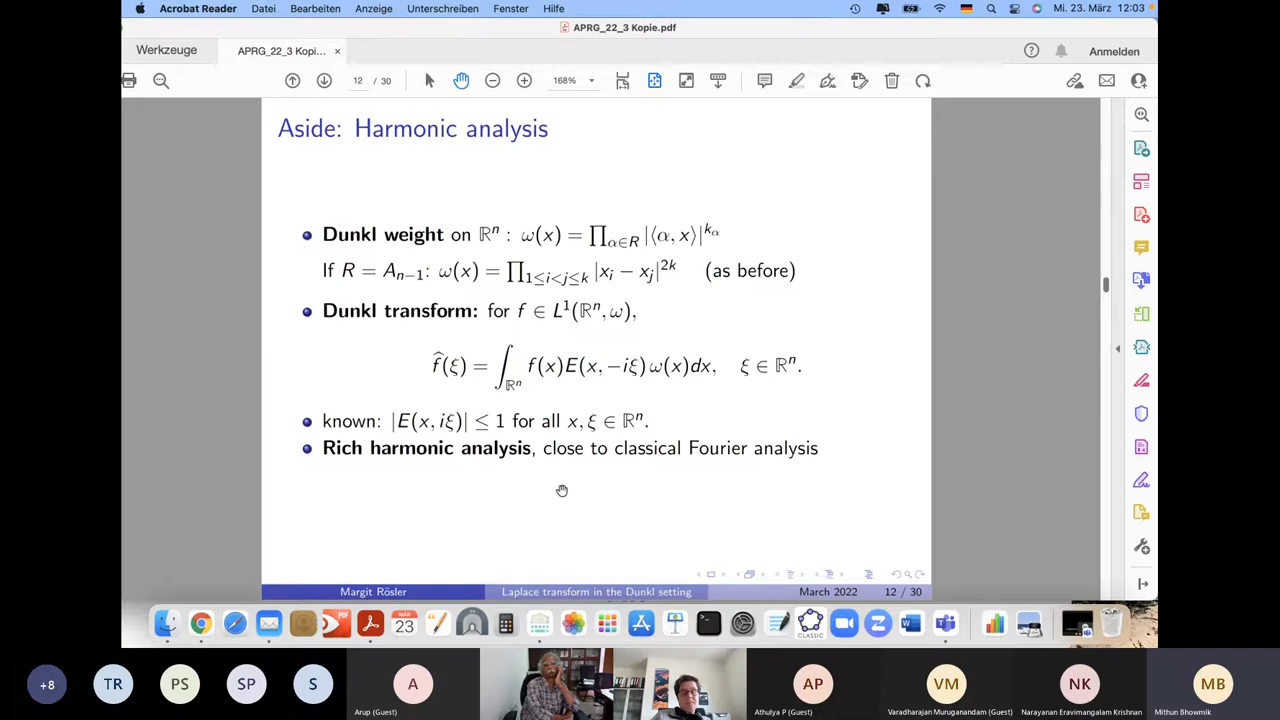 Acrobat Reader Datei Bearbeiten Anzeige Unterschreiben Fenster Hilfe Mi. 23. März 12:03
APRG_22_3 Kopie.pdf
Werkzeuge APRG_22_3 Kopi... × Anmelden
12 / 30 168%
Aside: Harmonic analysis
Dunkl weight on ℝⁿ : ω(x) = ∏_{α∈R} |⟨α, x⟩|^{k_α}
If R = A_{n−1}: ω(x) = ∏_{1≤i<j≤k} |x_i − x_j|^{2k} (as before)
Dunkl transform: for f ∈ L¹(ℝⁿ, ω),
f̂(ξ) = ∫_{ℝⁿ} f(x)E(x, −iξ) ω(x)dx, ξ ∈ ℝⁿ.
known: |E(x, iξ)| ≤ 1 for all x, ξ ∈ ℝⁿ.
Rich harmonic analysis, close to classical Fourier analysis
Margit Rösler Laplace transform in the Dunkl setting March 2022 12 / 30
MÄR
23
CLASSIC
+8 TR PS SP S A AP VM NK MB
Arup (Guest) Athulya P (Guest) Varadharajan Muruganandam (Guest) Narayanan Eravimangalam Krishnan Mithun Bhowmik